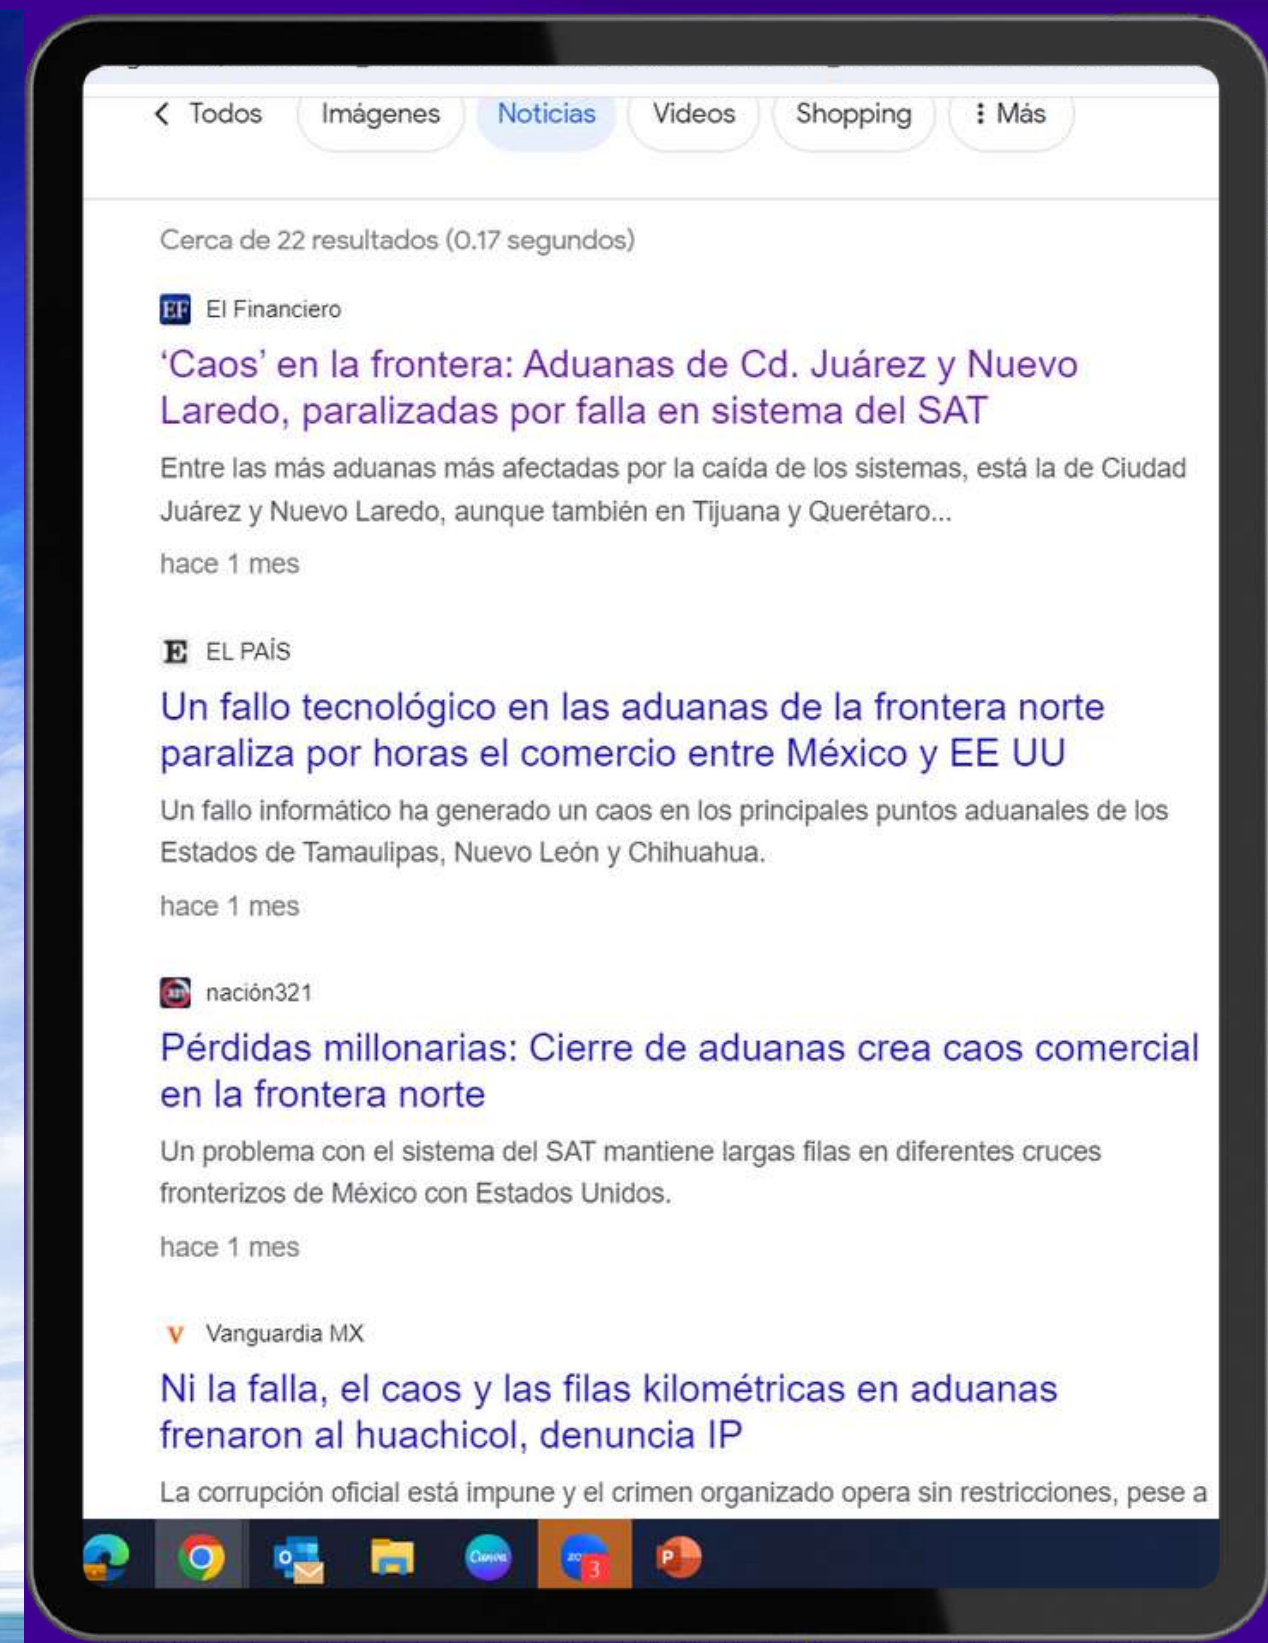 Todos
Imágenes
Noticias
Videos
Shopping
Más
Cerca de 22 resultados (0.17 segundos)
EF El Financiero
‘Caos’ en la frontera: Aduanas de Cd. Juárez y Nuevo
Laredo, paralizadas por falla en sistema del SAT
Entre las más aduanas más afectadas por la caída de los sistemas, está la de Ciudad
Juárez y Nuevo Laredo, aunque también en Tijuana y Querétaro...
hace 1 mes
E EL PAÍS
Un fallo tecnológico en las aduanas de la frontera norte
paraliza por horas el comercio entre México y EE UU
Un fallo informático ha generado un caos en los principales puntos aduanales de los
Estados de Tamaulipas, Nuevo León y Chihuahua.
hace 1 mes
nación321
Pérdidas millonarias: Cierre de aduanas crea caos comercial
en la frontera norte
Un problema con el sistema del SAT mantiene largas filas en diferentes cruces
fronterizos de México con Estados Unidos.
hace 1 mes
V Vanguardia MX
Ni la falla, el caos y las filas kilométricas en aduanas
frenaron al huachicol, denuncia IP
La corrupción oficial está impune y el crimen organizado opera sin restricciones, pese a
Canva
3
P